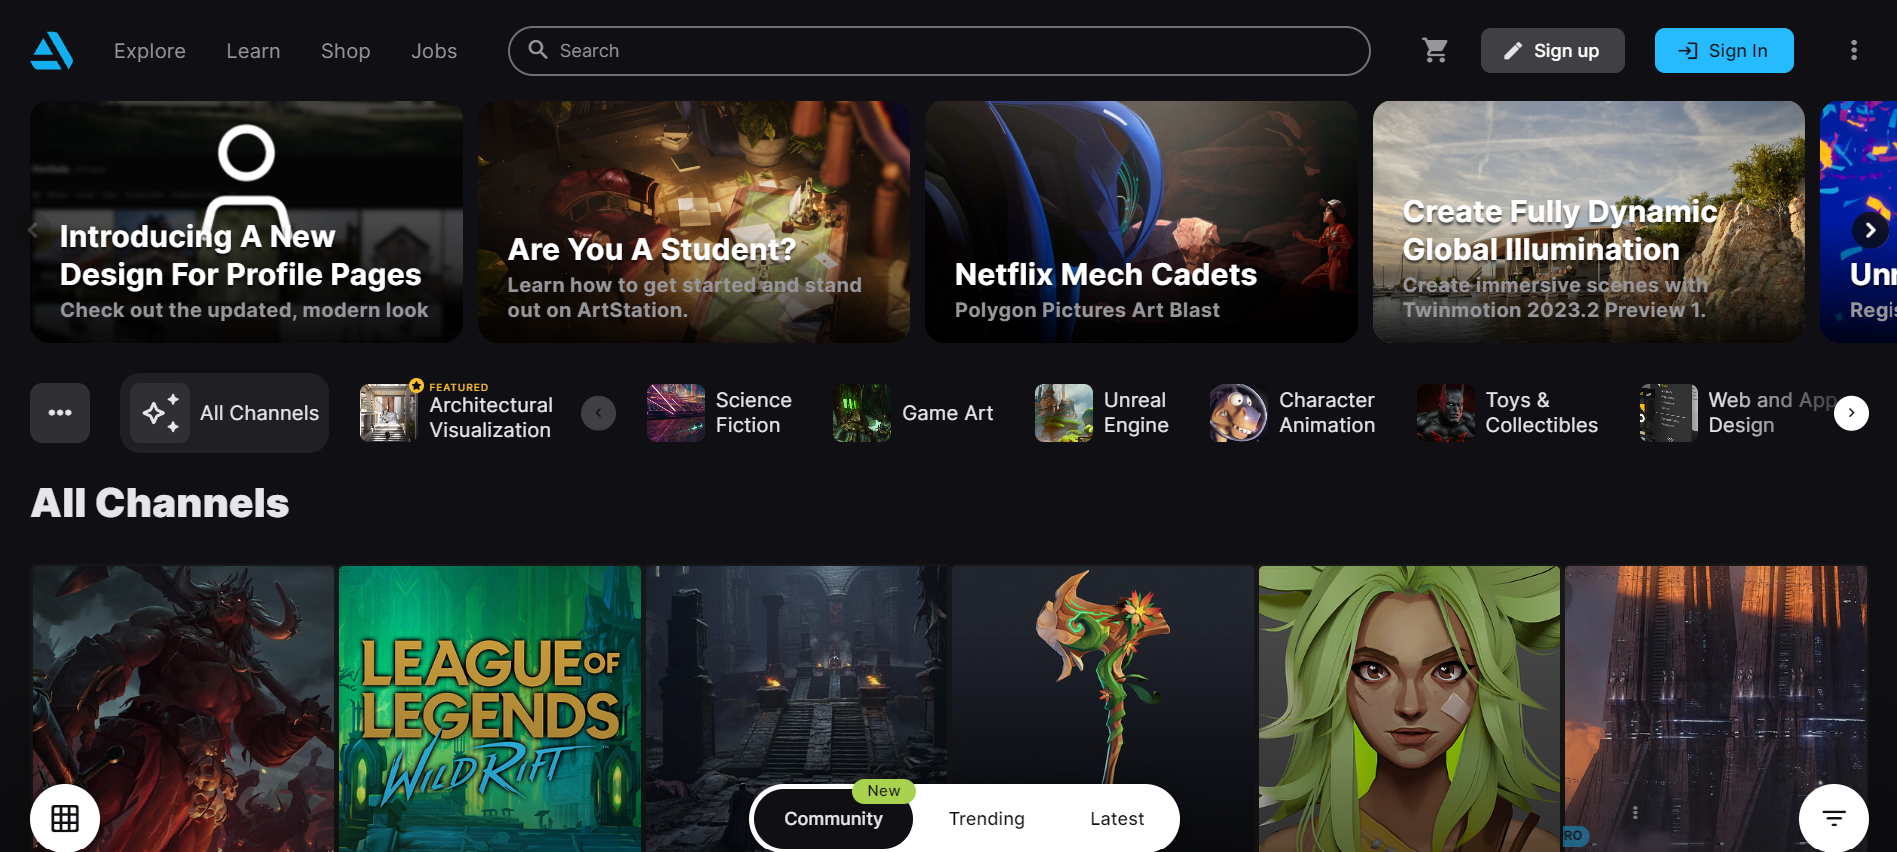 Explore Learn Shop Jobs Search Sign up Sign In
Introducing A New
Design For Profile Pages
Check out the updated, modern look
Are You A Student?
Learn how to get started and stand
out on ArtStation.
Netflix Mech Cadets
Polygon Pictures Art Blast
Create Fully Dynamic
Global Illumination
Create immersive scenes with
Twinmotion 2023.2 Preview 1.
All Channels
FEATURED
Architectural
Visualization
Science
Fiction
Game Art
Unreal
Engine
Character
Animation
Toys &
Collectibles
Web and App
Design
All Channels
LEAGUE OF
LEGENDS
WILD RIFT
New
Community Trending Latest